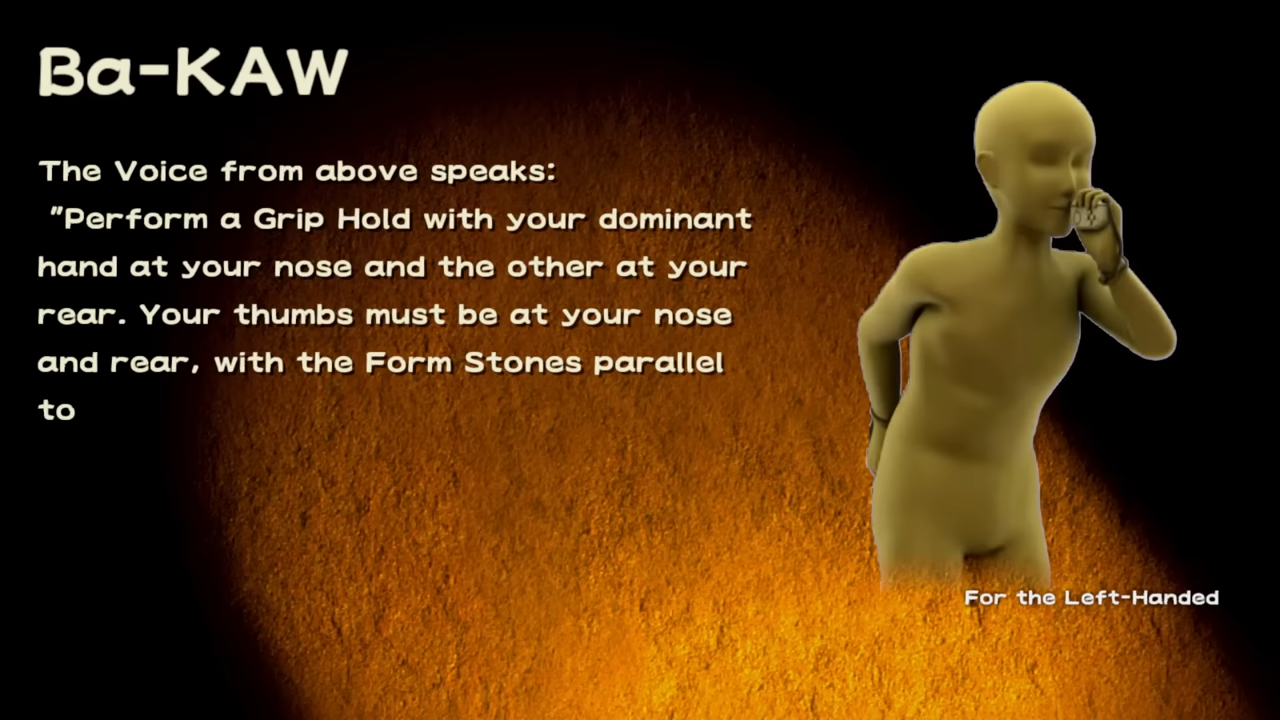 Ba-KAW
The Voice from above speaks:
"Perform a Grip Hold with your dominant
hand at your nose and the other at your
rear. Your thumbs must be at your nose
and rear, with the Form Stones parallel
to
For the Left-Handed